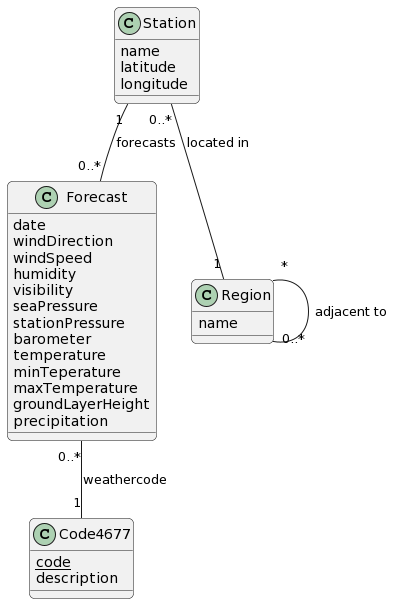 C Station
name
latitude
longitude
1
0..*
forecasts
located in
0..*
1
C Forecast
date
windDirection
windSpeed
humidity
visibility
seaPressure
stationPressure
barometer
temperature
minTeperature
maxTemperature
groundLayerHeight
precipitation
C Region
name
*
adjacent to
0..*
0..*
weathercode
1
C Code4677
code
description